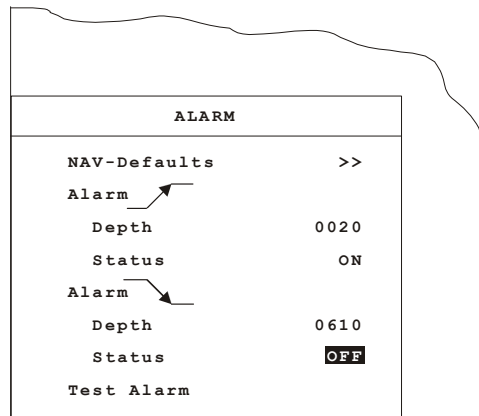 ALARM
NAV-Defaults >>
Alarm
Depth 0020
Status ON
Alarm
Depth 0610
Status OFF
Test Alarm